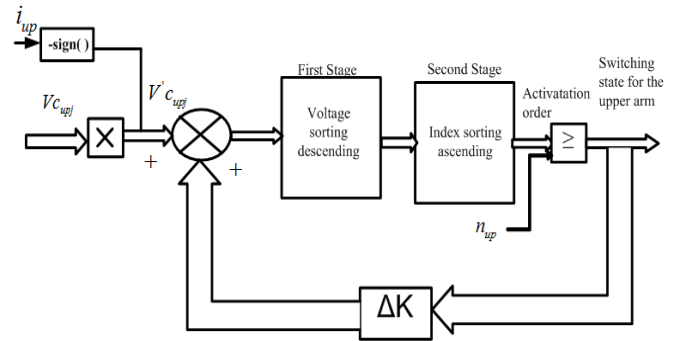 i_up
-sign( )
Vc_upj
V'c_upj
X
+
+
First Stage
Voltage
sorting
descending
Second Stage
Index sorting
ascending
Activatation
order
≥
Switching
state for the
upper arm
n_up
ΔK